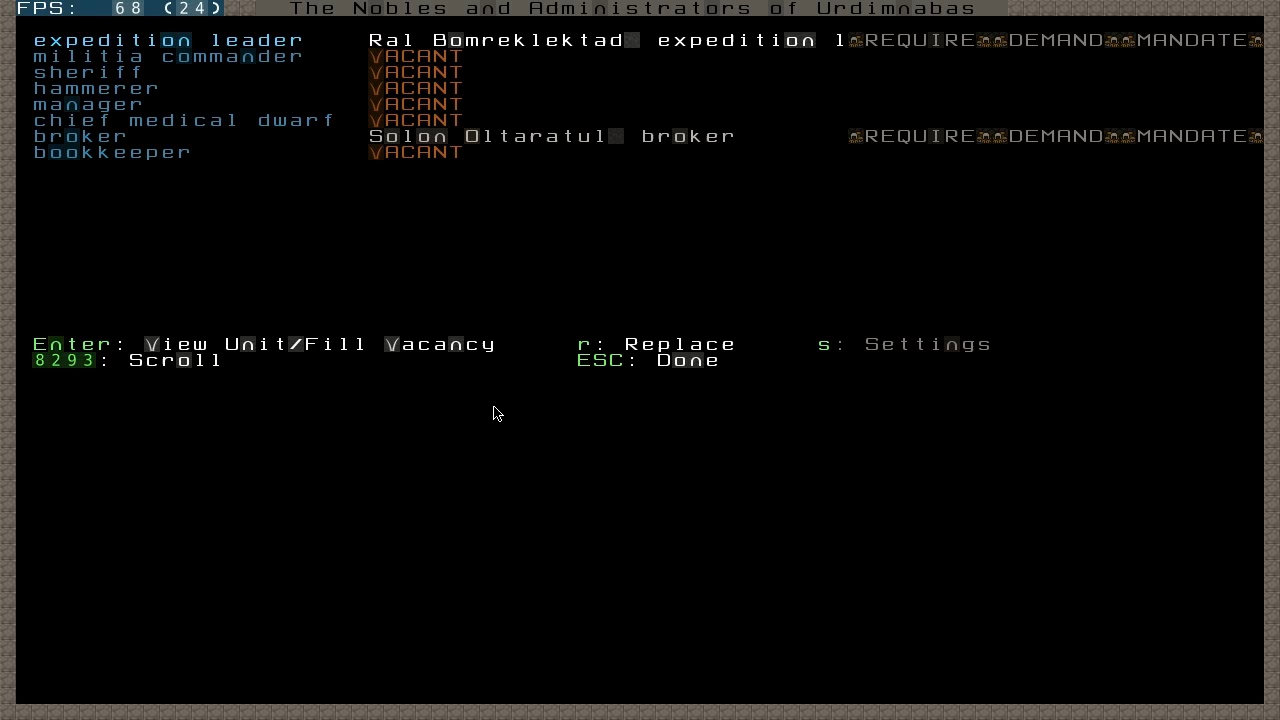 FPS: 68 (24) The Nobles and Administrators of Urdimnabas
expedition leader Ral Bomreklektad expedition l REQUIRE DEMAND MANDATE
militia commander VACANT
sheriff VACANT
hammerer VACANT
manager VACANT
chief medical dwarf VACANT
broker Solon Oltaratul broker REQUIRE DEMAND MANDATE
bookkeeper VACANT
Enter: View Unit/Fill Vacancy r: Replace s: Settings
8293: Scroll ESC: Done